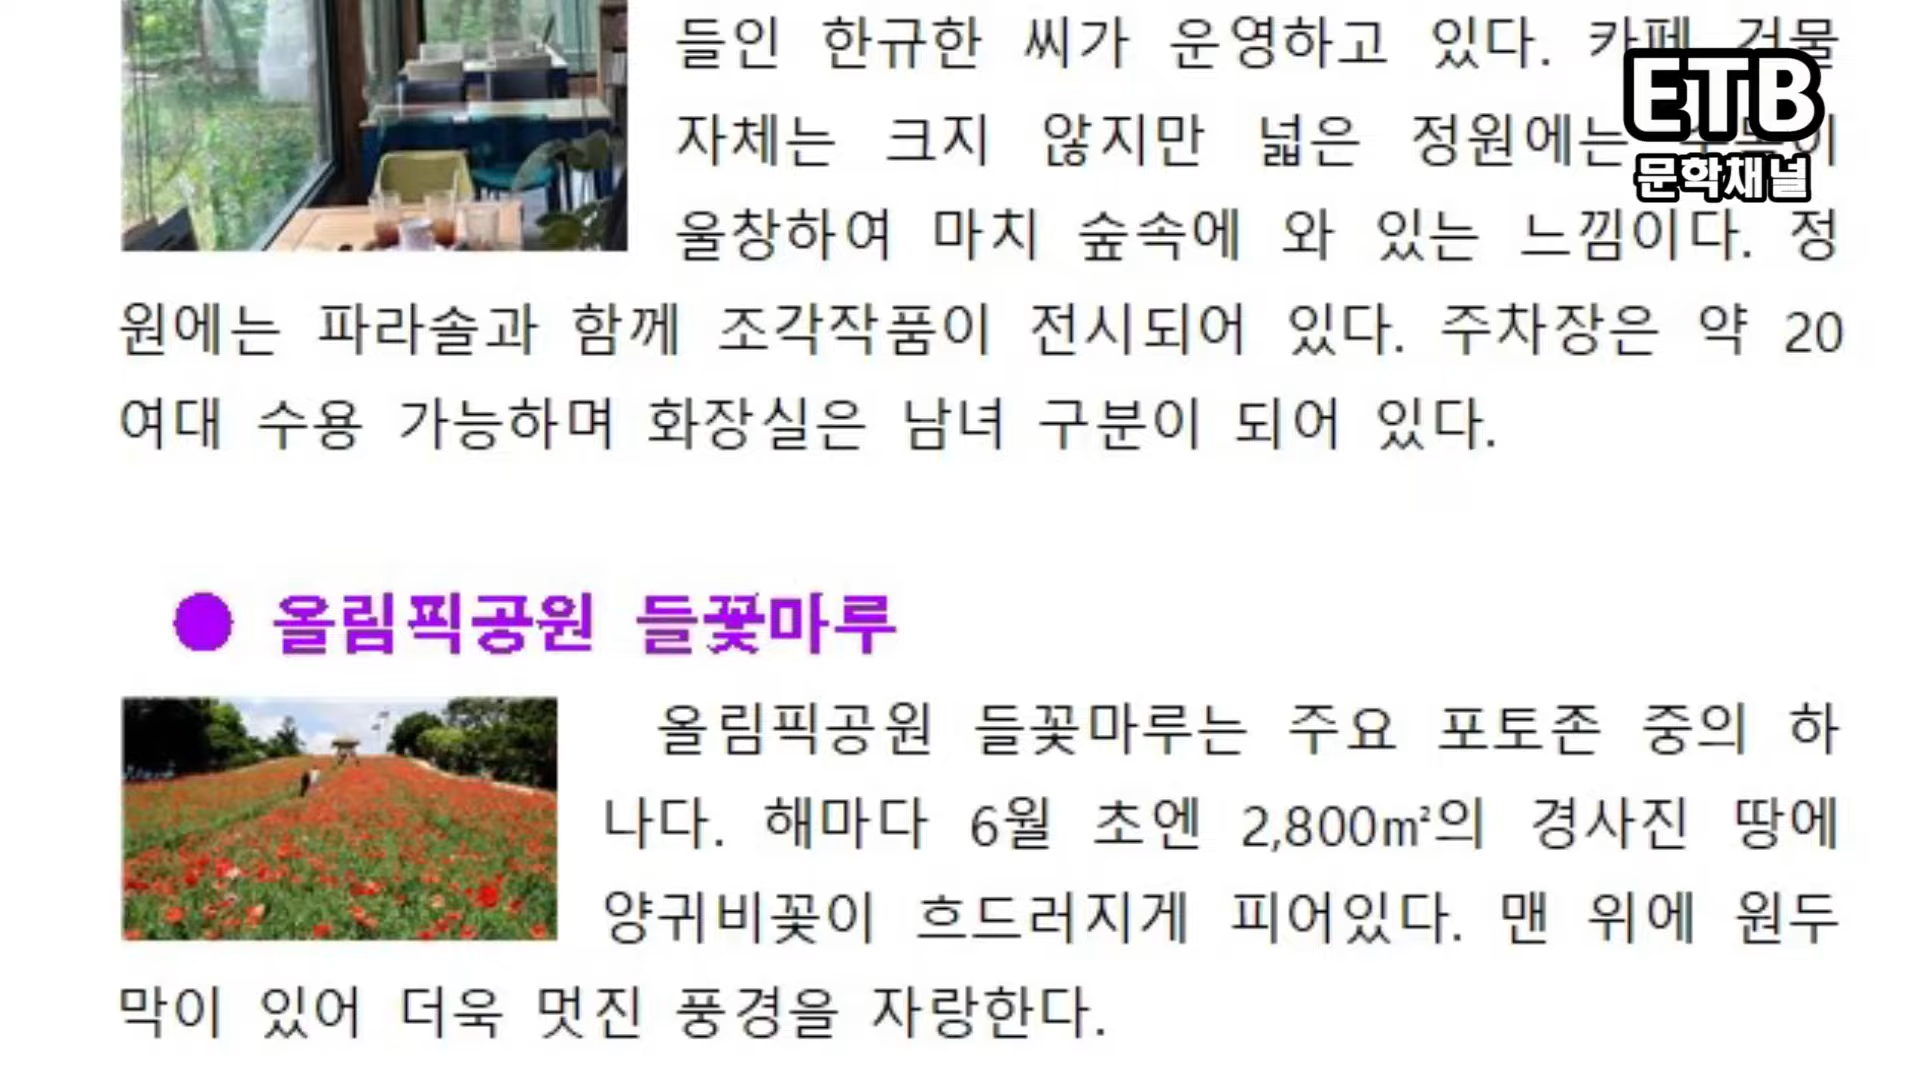 들인 한규한 씨가 운영하고 있다. 카페 건물
ETB
문학채널
자체는 크지 않지만 넓은 정원에는
울창하여 마치 숲속에 와 있는 느낌이다. 정
원에는 파라솔과 함께 조각작품이 전시되어 있다. 주차장은 약 20
여대 수용 가능하며 화장실은 남녀 구분이 되어 있다.
● 올림픽공원 들꽃마루
올림픽공원 들꽃마루는 주요 포토존 중의 하
나다. 해마다 6월 초엔 2,800㎡의 경사진 땅에
양귀비꽃이 흐드러지게 피어있다. 맨 위에 원두
막이 있어 더욱 멋진 풍경을 자랑한다.